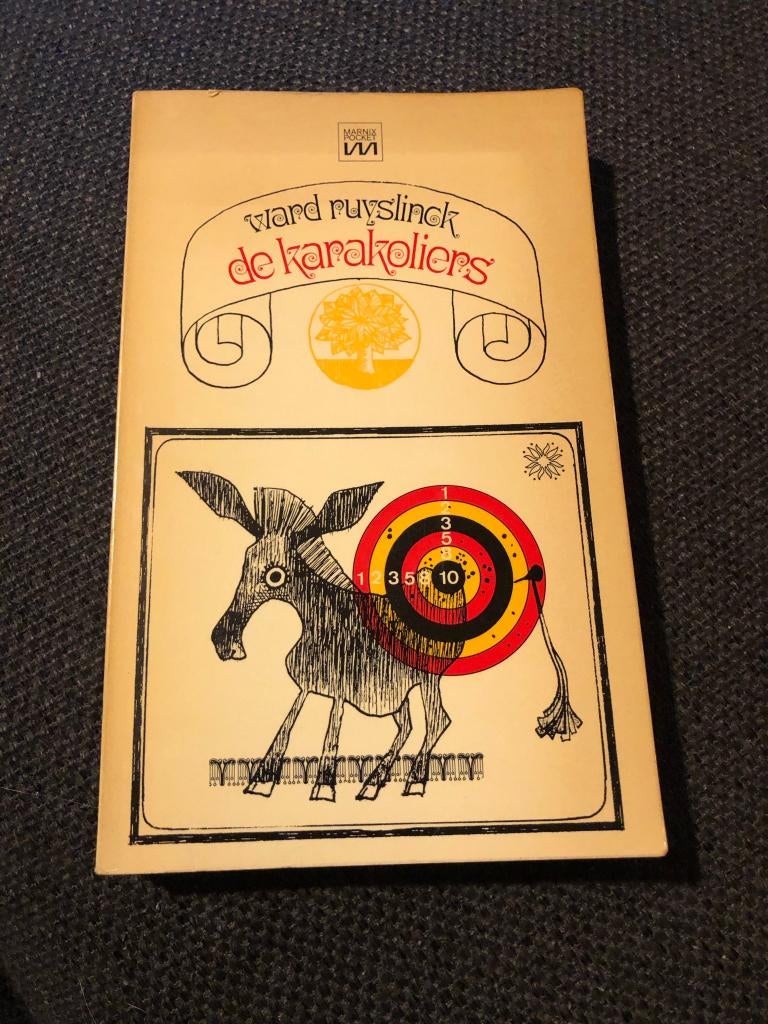 MARNIX
POCKET
ward ruyslinck
de karakoliers
1
2
3
5
8
1 2 3 5 8 10